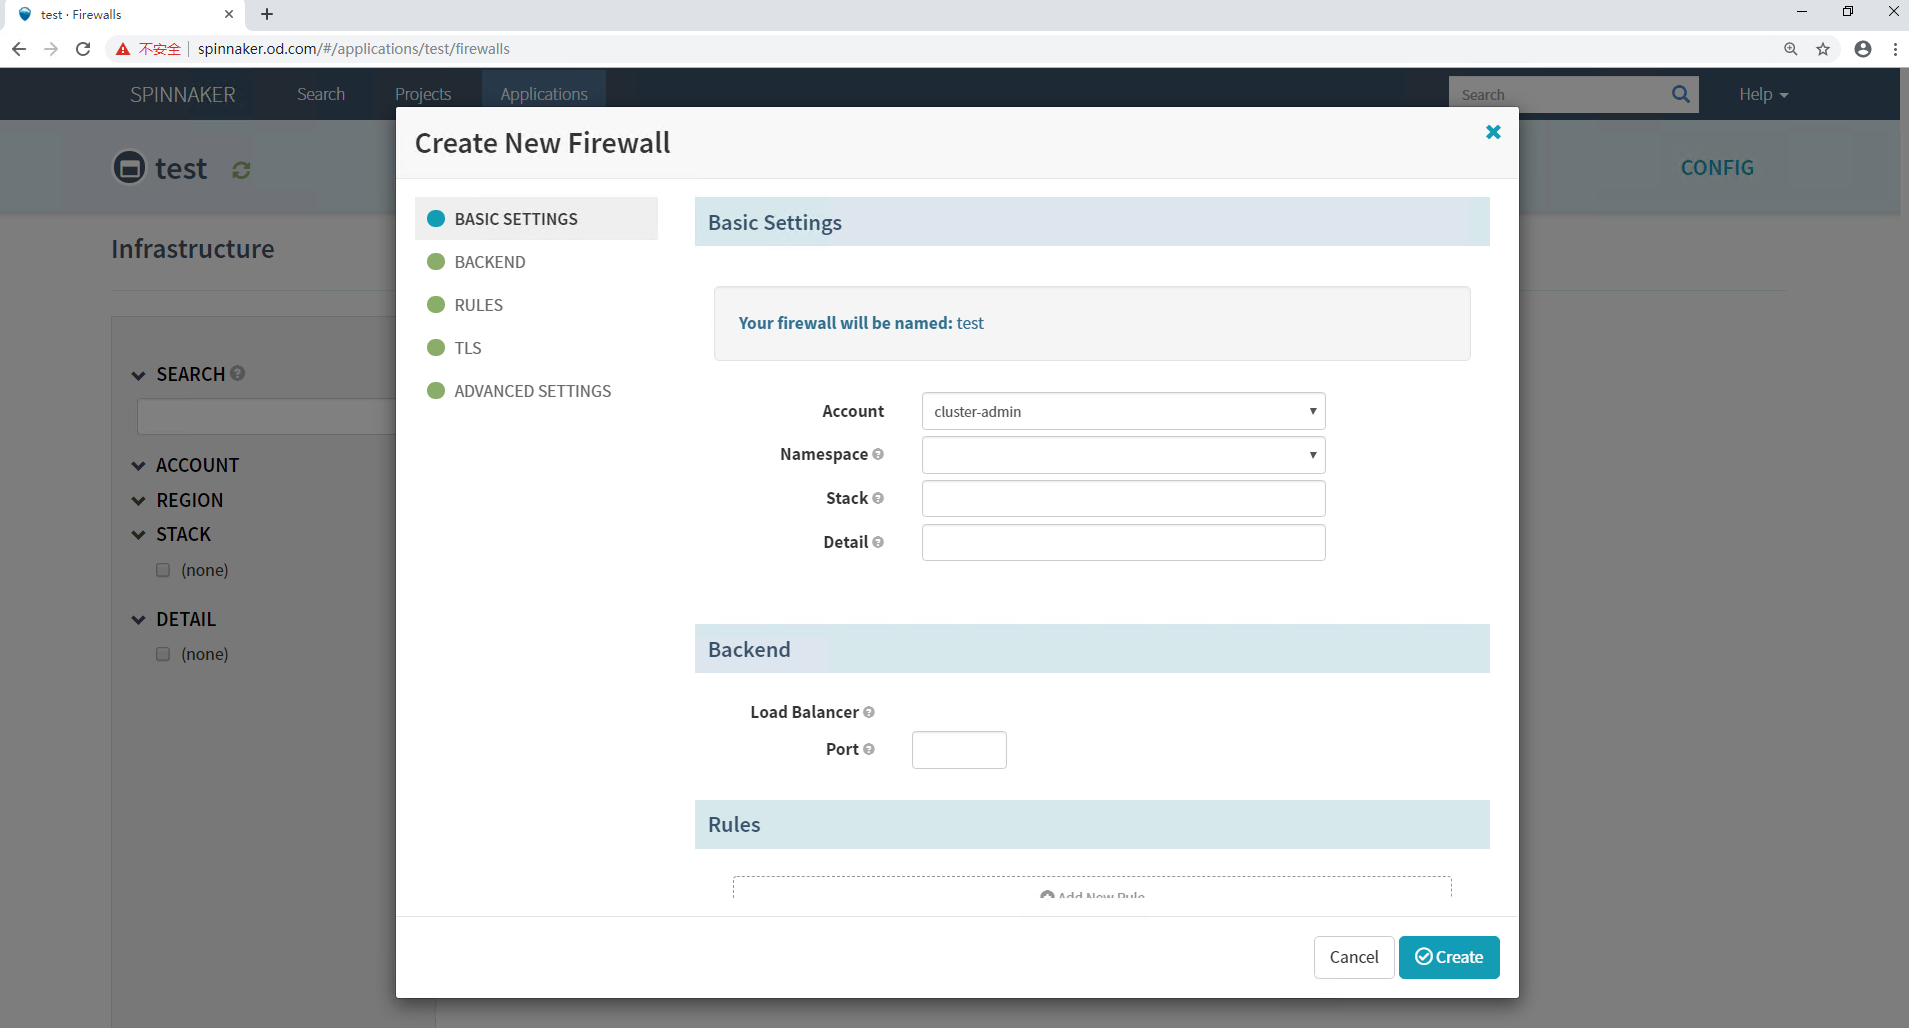 test · Firewalls
不安全 spinnaker.od.com/#/applications/test/firewalls
SPINNAKER Search Projects Applications Search Help
test CONFIG
Infrastructure
SEARCH
ACCOUNT
REGION
STACK
(none)
DETAIL
(none)
Create New Firewall
BASIC SETTINGS
BACKEND
RULES
TLS
ADVANCED SETTINGS
Basic Settings
Your firewall will be named: test
Account cluster-admin
Namespace
Stack
Detail
Backend
Load Balancer
Port
Rules
Add New Rule
Cancel Create